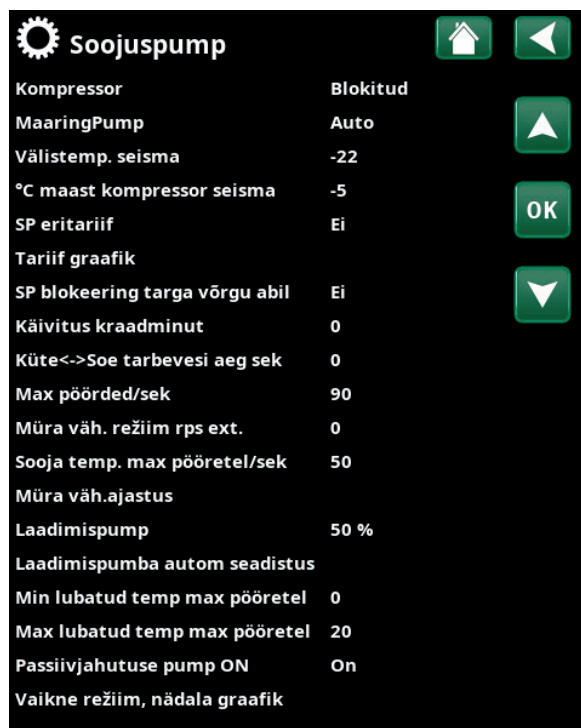 Soojuspump
Kompressor Blokitud
MaaringPump Auto
Välistemp. seisma -22
°C maast kompressor seisma -5
SP eritariif Ei
Tariif graafik
SP blokeering targa võrgu abil Ei
Käivitus kraadminut 0
Küte<->Soe tarbevesi aeg sek 0
Max pöörded/sek 90
Müra väh. režiim rps ext. 0
Sooja temp. max pööretel/sek 50
Müra väh.ajastus
Laadimispump 50 %
Laadimispumba autom seadistus
Min lubatud temp max pööretel 0
Max lubatud temp max pööretel 20
Passiivjahutuse pump ON On
Vaikne režiim, nädala graafik
OK